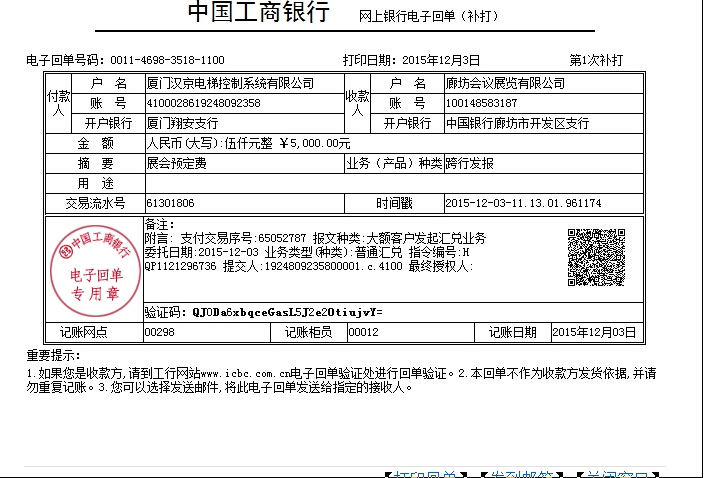 中国工商银行 网上银行电子回单（补打）
电子回单号码：0011-4698-3518-1100 打印日期：2015年12月3日 第1次补打
付款人 户 名 厦门汉京电梯控制系统有限公司 收款人 户 名 廊坊会议展览有限公司
账 号 4100028619248092358 账 号 100148583187
开户银行 厦门翔安支行 开户银行 中国银行廊坊市开发区支行
金 额 人民币(大写):伍仟元整 ￥5,000.00元
摘 要 展会预定费 业务（产品）种类 跨行发报
用 途
交易流水号 61301806 时间戳 2015-12-03-11.13.01.961174
中国工商银行
电子回单
专用章
备注：
附言: 支付交易序号:65052787 报文种类:大额客户发起汇兑业务
委托日期:2015-12-03 业务类型(种类):普通汇兑 指令编号:H
QP1121296736 提交人:1924809235800001.c.4100 最终授权人:
验证码: QJ0Da6xbqceGasL5J2e2OtiujvY=
记账网点 00298 记账柜员 00012 记账日期 2015年12月03日
重要提示：
1.如果您是收款方,请到工行网站www.icbc.com.cn电子回单验证处进行回单验证。2.本回单不作为收款方发货依据,并请
勿重复记账。3.您可以选择发送邮件,将此电子回单发送给指定的接收人。
打印回单 发到邮箱 关闭窗口